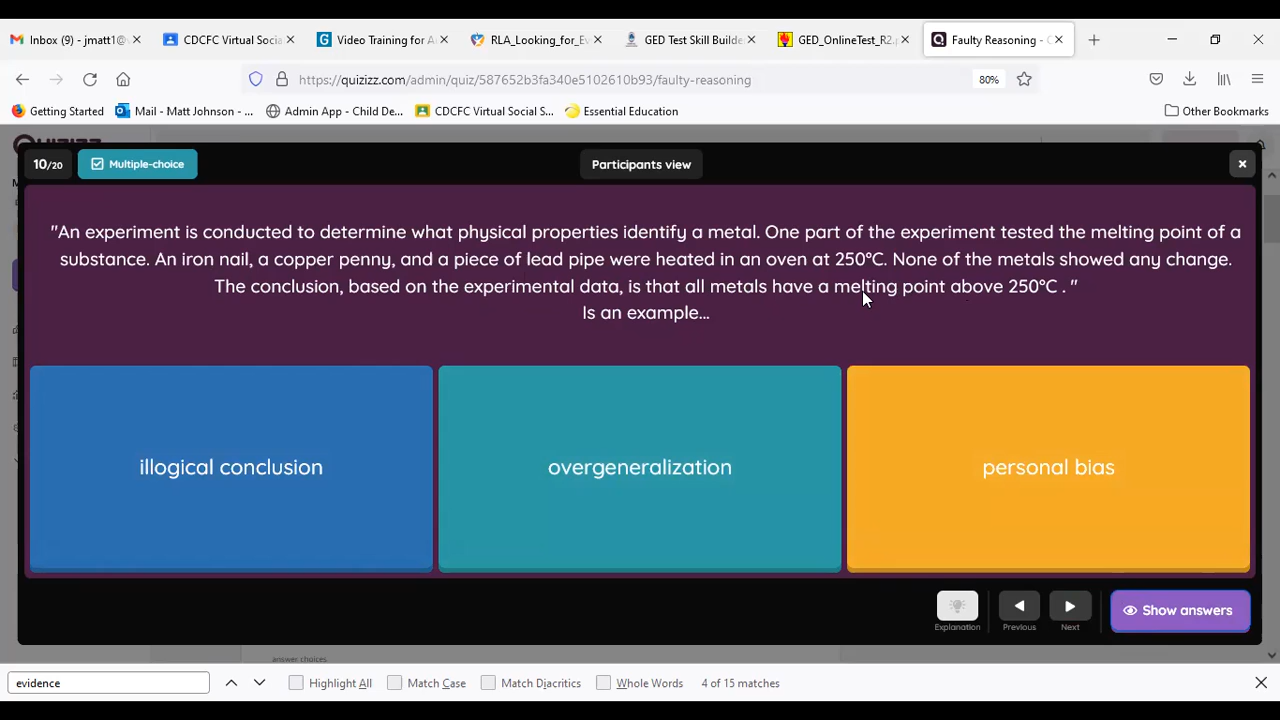 Inbox (9) - jmatt1@
CDCFC Virtual Socia
Video Training for A
RLA_Looking_for_Ev
GED Test Skill Builde
GED_OnlineTest_R2.p
Faulty Reasoning - Q
https://quizizz.com/admin/quiz/587652b3fa340e5102610b93/faulty-reasoning
80%
Getting Started
Mail - Matt Johnson - ...
Admin App - Child De...
CDCFC Virtual Social S...
Essential Education
Other Bookmarks
10/20
Multiple-choice
Participants view
"An experiment is conducted to determine what physical properties identify a metal. One part of the experiment tested the melting point of a
substance. An iron nail, a copper penny, and a piece of lead pipe were heated in an oven at 250°C. None of the metals showed any change.
The conclusion, based on the experimental data, is that all metals have a melting point above 250°C . "
Is an example...
illogical conclusion
overgeneralization
personal bias
Explanation
Previous
Next
Show answers
answer choices
evidence
Highlight All
Match Case
Match Diacritics
Whole Words
4 of 15 matches